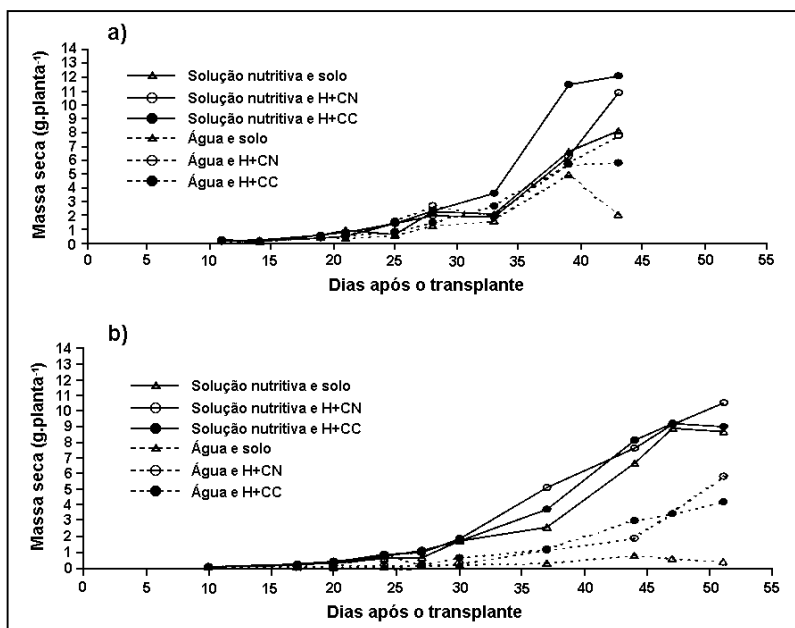 a)
14
13
12
11
10
9
8
7
6
5
4
3
2
1
0
Massa seca (g.planta⁻¹)
Solução nutritiva e solo
Solução nutritiva e H+CN
Solução nutritiva e H+CC
Água e solo
Água e H+CN
Água e H+CC
0 5 10 15 20 25 30 35 40 45 50 55
Dias após o transplante
b)
14
13
12
11
10
9
8
7
6
5
4
3
2
1
0
Massa seca (g.planta⁻¹)
Solução nutritiva e solo
Solução nutritiva e H+CN
Solução nutritiva e H+CC
Água e solo
Água e H+CN
Água e H+CC
0 5 10 15 20 25 30 35 40 45 50 55
Dias após o transplante